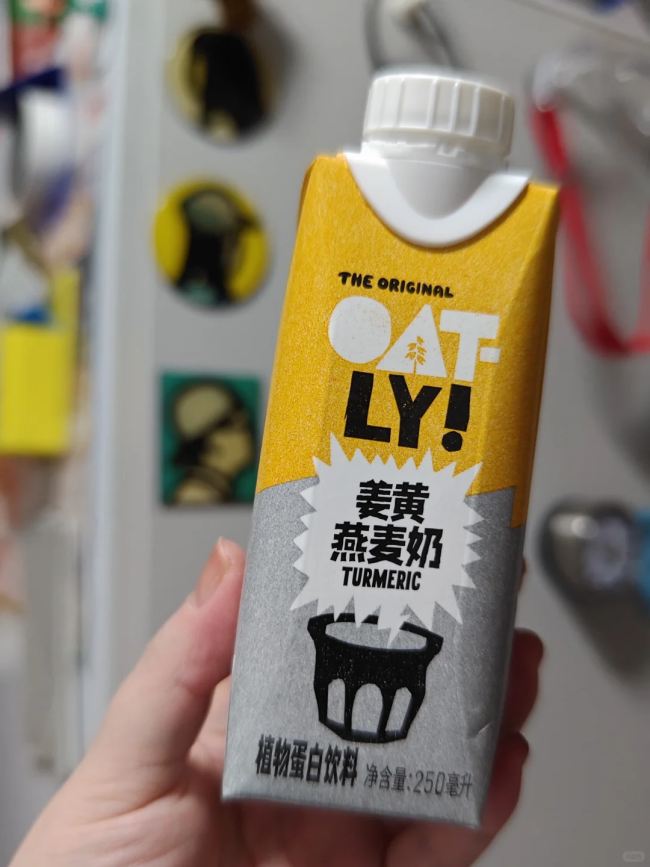 THE ORIGINAL
OAT-
LY!
姜黄
燕麦奶
TURMERIC
植物蛋白饮料 净含量:250毫升